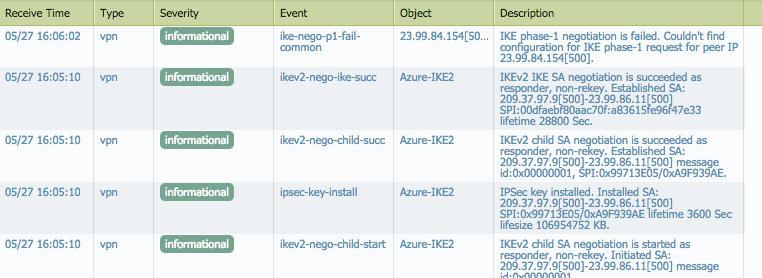 Receive Time Type Severity Event Object Description
05/27 16:06:02 vpn informational ike-nego-p1-fail-common 23.99.84.154[50... IKE phase-1 negotiation is failed. Couldn't find
configuration for IKE phase-1 request for peer IP
23.99.84.154[500].
05/27 16:05:10 vpn informational ikev2-nego-ike-succ Azure-IKE2 IKEv2 IKE SA negotiation is succeeded as
responder, non-rekey. Established SA:
209.37.97.9[500]-23.99.86.11[500]
SPI:00dfaebf80aac70f:a83615fe96f47e33
lifetime 28800 Sec.
05/27 16:05:10 vpn informational ikev2-nego-child-succ Azure-IKE2 IKEv2 child SA negotiation is succeeded as
responder, non-rekey. Established SA:
209.37.97.9[500]-23.99.86.11[500] message
id:0x00000001, SPI:0x99713E05/0xA9F939AE.
05/27 16:05:10 vpn informational ipsec-key-install Azure-IKE2 IPSec key installed. Installed SA:
209.37.97.9[500]-23.99.86.11[500]
SPI:0x99713E05/0xA9F939AE lifetime 3600 Sec
lifesize 106954752 KB.
05/27 16:05:10 vpn informational ikev2-nego-child-start Azure-IKE2 IKEv2 child SA negotiation is started as
responder, non-rekey. Initiated SA:
209.37.97.9[500]-23.99.86.11[500] message
id:0x00000001